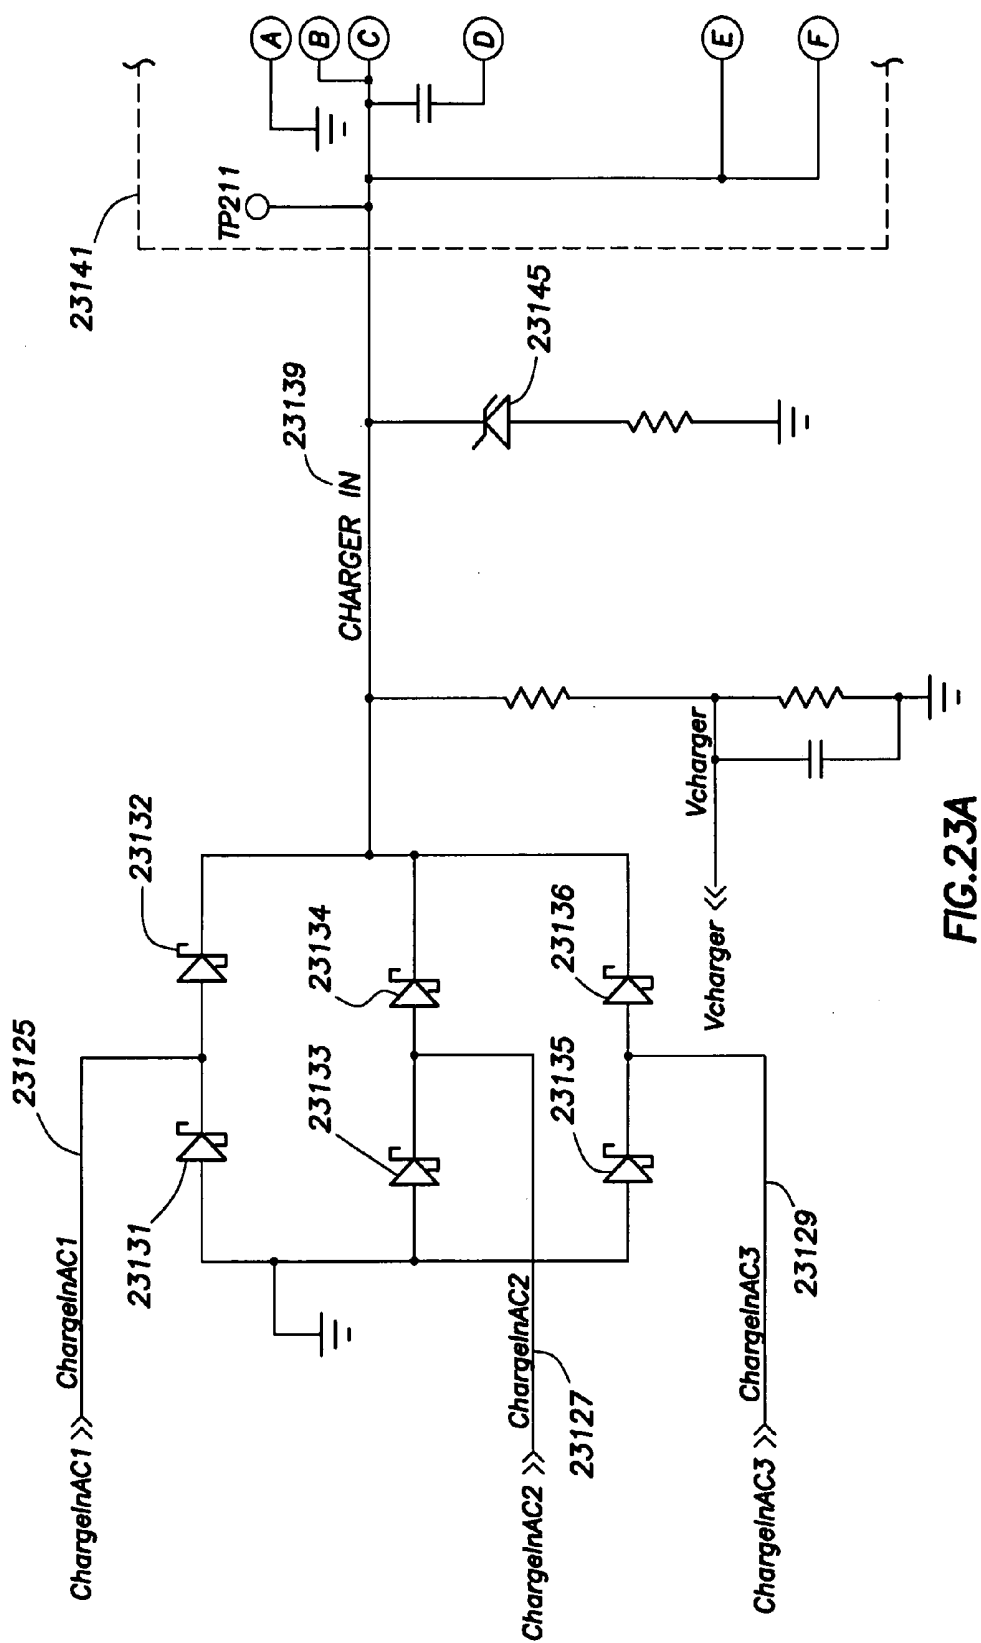 A
B
C
D
E
F
TP211
23141
23145
23139
CHARGER IN
Vcharger
Vcharger
23132
23134
23136
23125
23133
23135
23131
ChargeInAC1
ChargeInAC1
ChargeInAC2
ChargeInAC2
23127
ChargeInAC3
ChargeInAC3
23129
FIG.23A